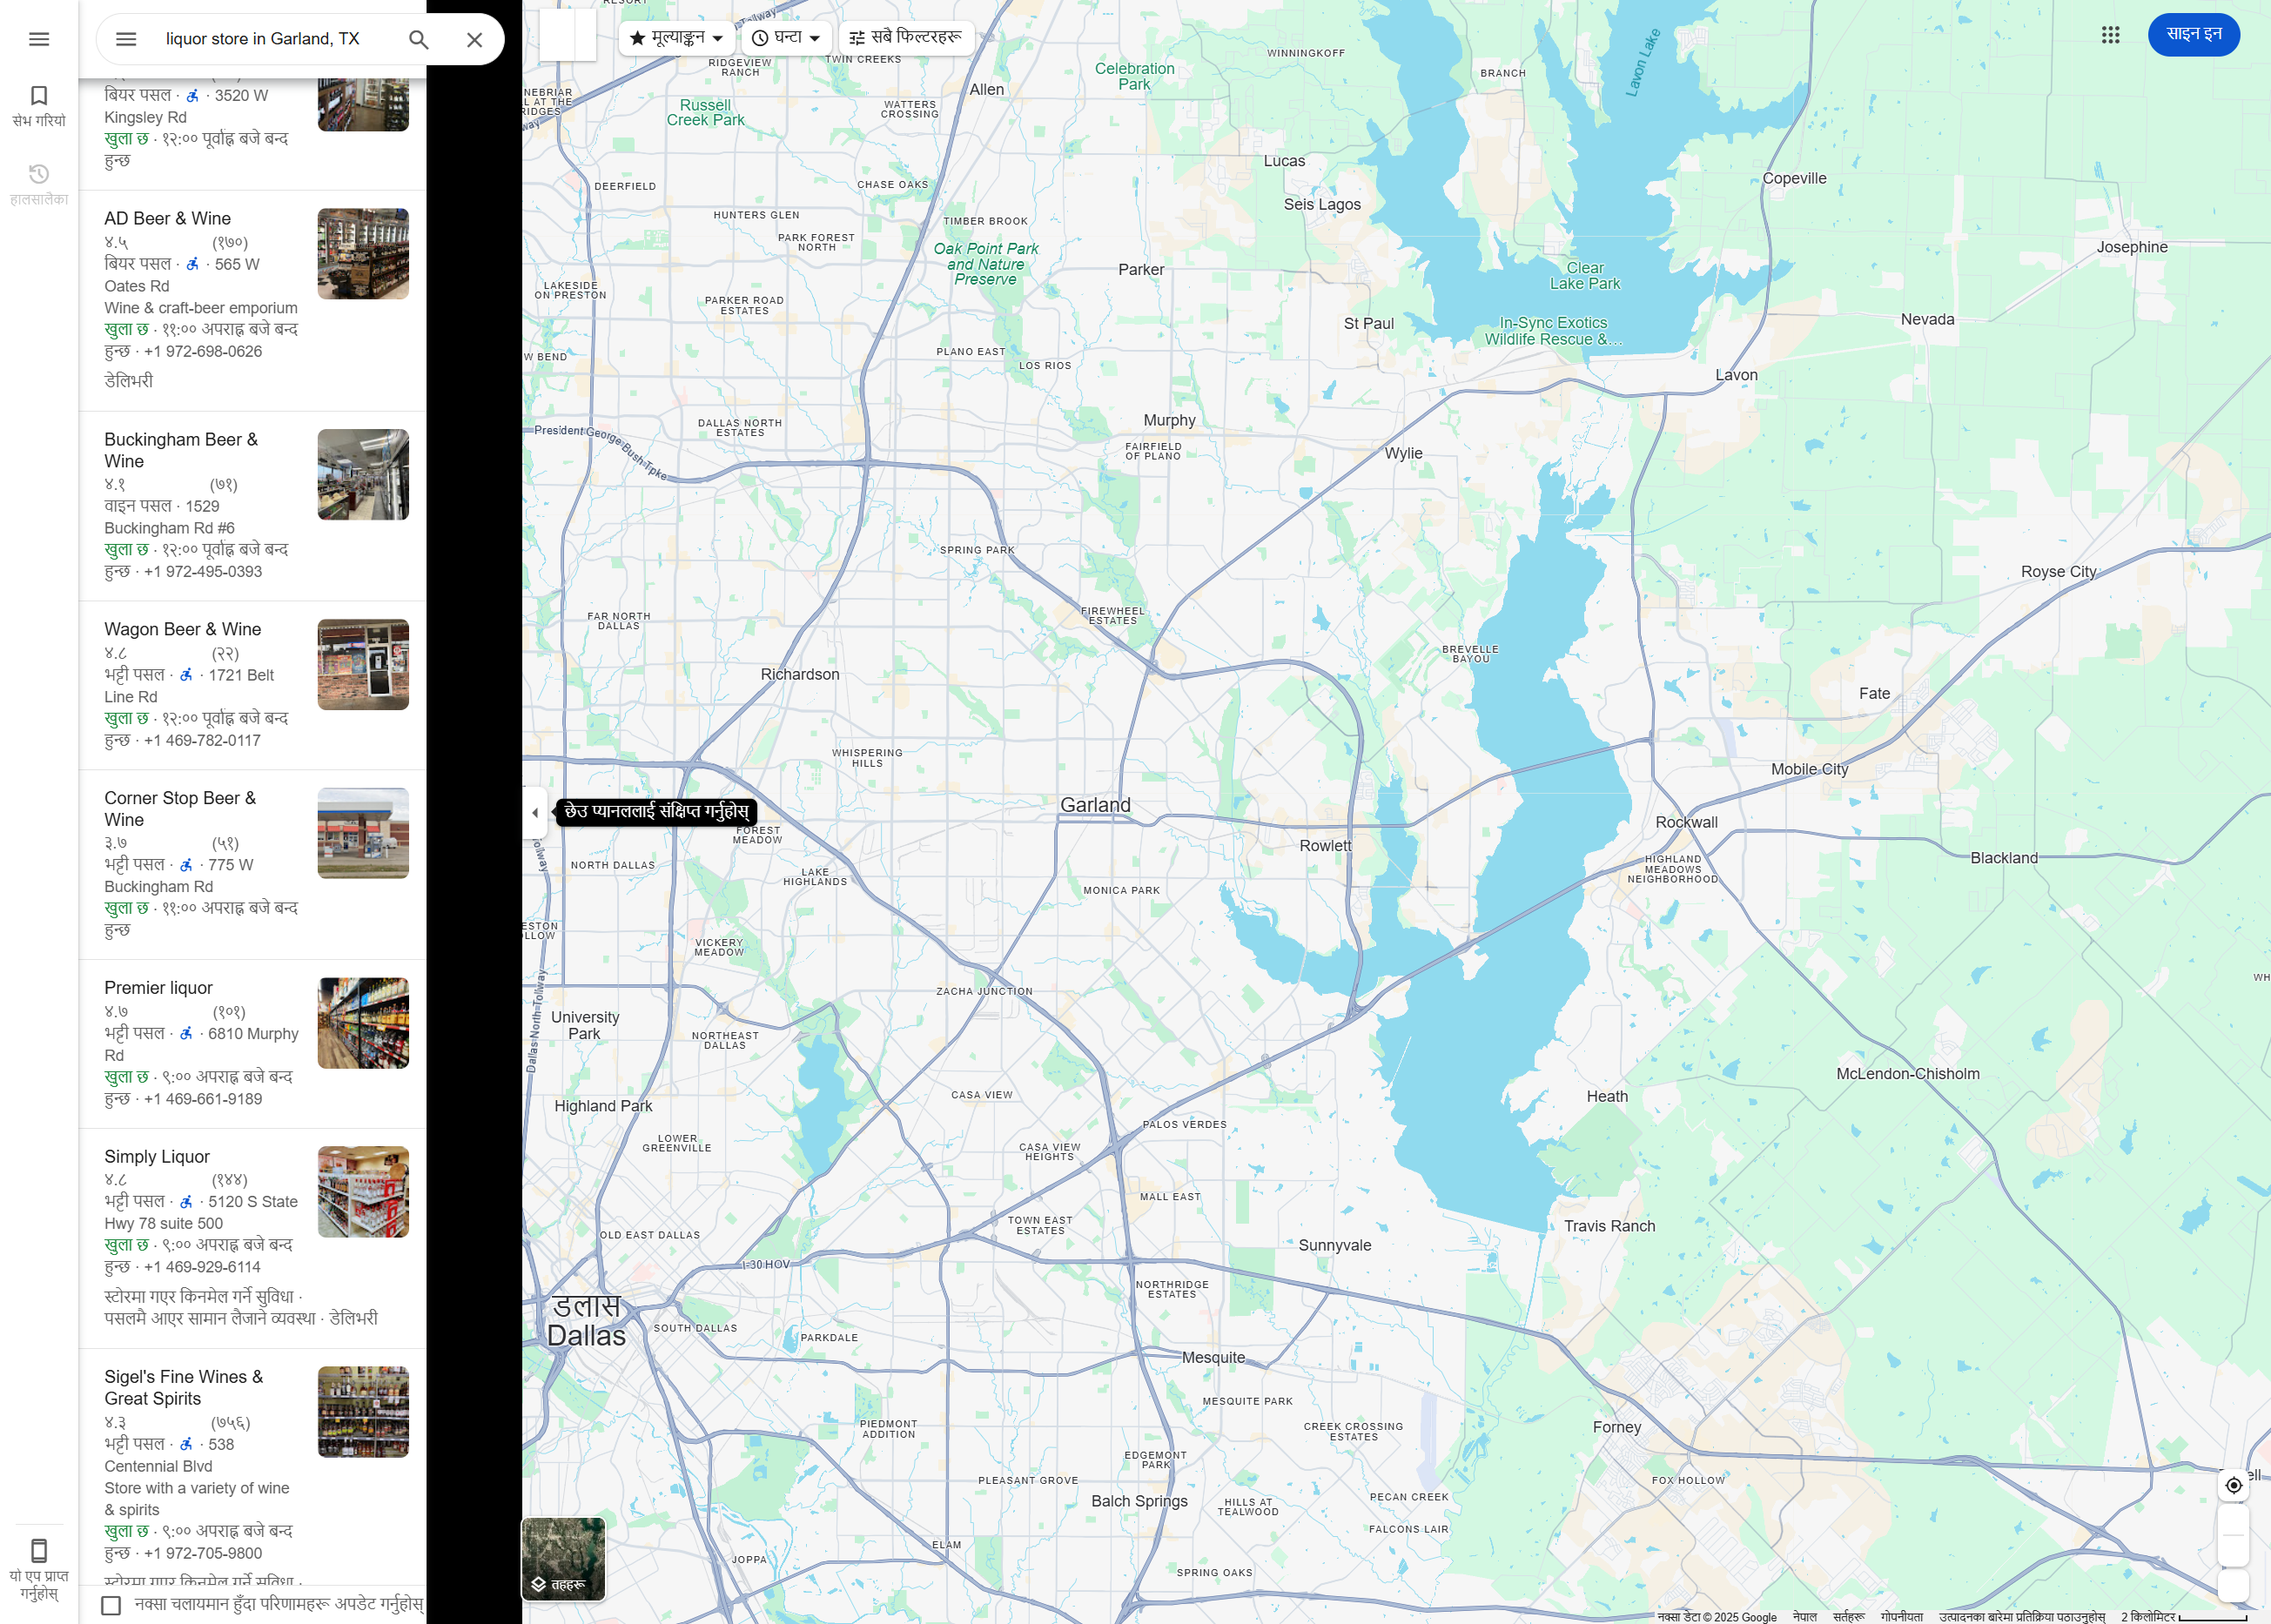 liquor store in Garland, TX
सेभ गरियो
हालसालैका
बियर पसल · · 3520 W
Kingsley Rd
खुला छ · १२:०० पूर्वाह्न बजे बन्द
हुन्छ
AD Beer & Wine
४.५ (१७०)
बियर पसल · · 565 W
Oates Rd
Wine & craft-beer emporium
खुला छ · ११:०० अपराह्न बजे बन्द
हुन्छ · +1 972-698-0626
डेलिभरी
Buckingham Beer &
Wine
४.१ (७१)
वाइन पसल · 1529
Buckingham Rd #6
खुला छ · १२:०० पूर्वाह्न बजे बन्द
हुन्छ · +1 972-495-0393
Wagon Beer & Wine
४.८ (२२)
भट्टी पसल · · 1721 Belt
Line Rd
खुला छ · १२:०० पूर्वाह्न बजे बन्द
हुन्छ · +1 469-782-0117
Corner Stop Beer &
Wine
३.७ (५१)
भट्टी पसल · · 775 W
Buckingham Rd
खुला छ · ११:०० अपराह्न बजे बन्द
हुन्छ
Premier liquor
४.७ (१०१)
भट्टी पसल · · 6810 Murphy
Rd
खुला छ · ९:०० अपराह्न बजे बन्द
हुन्छ · +1 469-661-9189
Simply Liquor
४.८ (१४४)
भट्टी पसल · · 5120 S State
Hwy 78 suite 500
खुला छ · ९:०० अपराह्न बजे बन्द
हुन्छ · +1 469-929-6114
स्टोरमा गएर किनमेल गर्ने सुविधा ·
पसलमै आएर सामान लैजाने व्यवस्था · डेलिभरी
Sigel's Fine Wines &
Great Spirits
४.३ (७५६)
भट्टी पसल · · 538
Centennial Blvd
Store with a variety of wine
& spirits
खुला छ · ९:०० अपराह्न बजे बन्द
हुन्छ · +1 972-705-9800
स्टोरमा गएर किनमेल गर्ने सुविधा ·
नक्सा चलायमान हुँदा परिणामहरू अपडेट गर्नुहोस्
यो एप प्राप्त
गर्नुहोस्
मूल्याङ्कन
घन्टा
सबै फिल्टरहरू
साइन इन
छेउ प्यानललाई संक्षिप्त गर्नुहोस्
तहहरू
RIDGEVIEW
RANCH
TWIN CREEKS
WINNINGKOFF
BRANCH
Lavon Lake
Celebration
Park
Allen
Russell
Creek Park
WATTERS
CROSSING
Lucas
Copeville
DEERFIELD
CHASE OAKS
Seis Lagos
HUNTERS GLEN
TIMBER BROOK
PARK FOREST
NORTH
Oak Point Park
and Nature
Preserve
Josephine
Parker
Clear
Lake Park
LAKESIDE
ON PRESTON
PARKER ROAD
ESTATES
St Paul
In-Sync Exotics
Wildlife Rescue &...
Nevada
W BEND
PLANO EAST
LOS RIOS
Lavon
Murphy
DALLAS NORTH
ESTATES
President George Bush Tpke
FAIRFIELD
OF PLANO
Wylie
SPRING PARK
Royse City
FAR NORTH
DALLAS
FIREWHEEL
ESTATES
BREVELLE
BAYOU
Richardson
Fate
WHISPERING
HILLS
Mobile City
Garland
FOREST
MEADOW
Rockwall
Rowlett
NORTH DALLAS
LAKE
HIGHLANDS
HIGHLAND
MEADOWS
NEIGHBORHOOD
Blackland
MONICA PARK
VICKERY
MEADOW
ZACHA JUNCTION
Dallas North Tollway
University
Park
NORTHEAST
DALLAS
McLendon-Chisholm
CASA VIEW
Heath
Highland Park
LOWER
GREENVILLE
PALOS VERDES
CASA VIEW
HEIGHTS
MALL EAST
TOWN EAST
ESTATES
Travis Ranch
OLD EAST DALLAS
Sunnyvale
I-30 HOV
NORTHRIDGE
ESTATES
डलास
Dallas
SOUTH DALLAS
PARKDALE
Mesquite
MESQUITE PARK
PIEDMONT
ADDITION
CREEK CROSSING
ESTATES
Forney
EDGEMONT
PARK
PLEASANT GROVE
FOX HOLLOW
Balch Springs
HILLS AT
TEALWOOD
PECAN CREEK
FALCONS LAIR
ELAM
JOPPA
SPRING OAKS
नक्सा डेटा © 2025 Google नेपाल सर्तहरू गोपनीयता उत्पादनका बारेमा प्रतिक्रिया पठाउनुहोस् 2 किलोमिटर